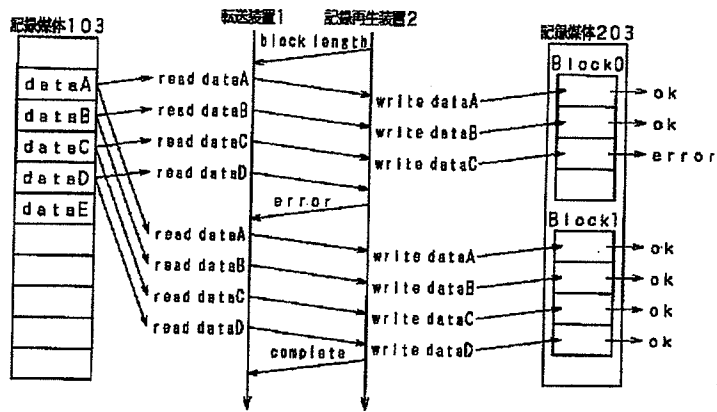 転送装置1
記録再生装置2
記録媒体103
記録媒体203
block length
Block0
dataA
read dataA
write dataA
ok
dataB
read dataB
write dataB
ok
dataC
read dataC
write dataC
error
dataD
read dataD
dataE
error
Block1
read dataA
write dataA
ok
read dataB
write dataB
ok
read dataC
write dataC
ok
read dataD
write dataD
ok
complete